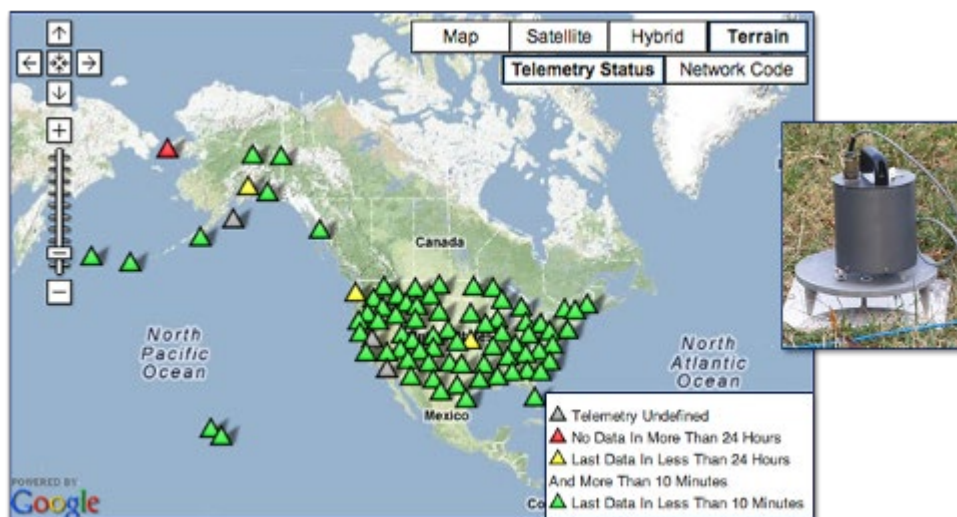 Map Satellite Hybrid Terrain
Telemetry Status Network Code
Canada
North
Pacific
Ocean
North
Atlantic
Ocean
Mexico
Telemetry Undefined
No Data In More Than 24 Hours
Last Data In Less Than 24 Hours
And More Than 10 Minutes
Last Data In Less Than 10 Minutes
POWERED BY
Google
Co